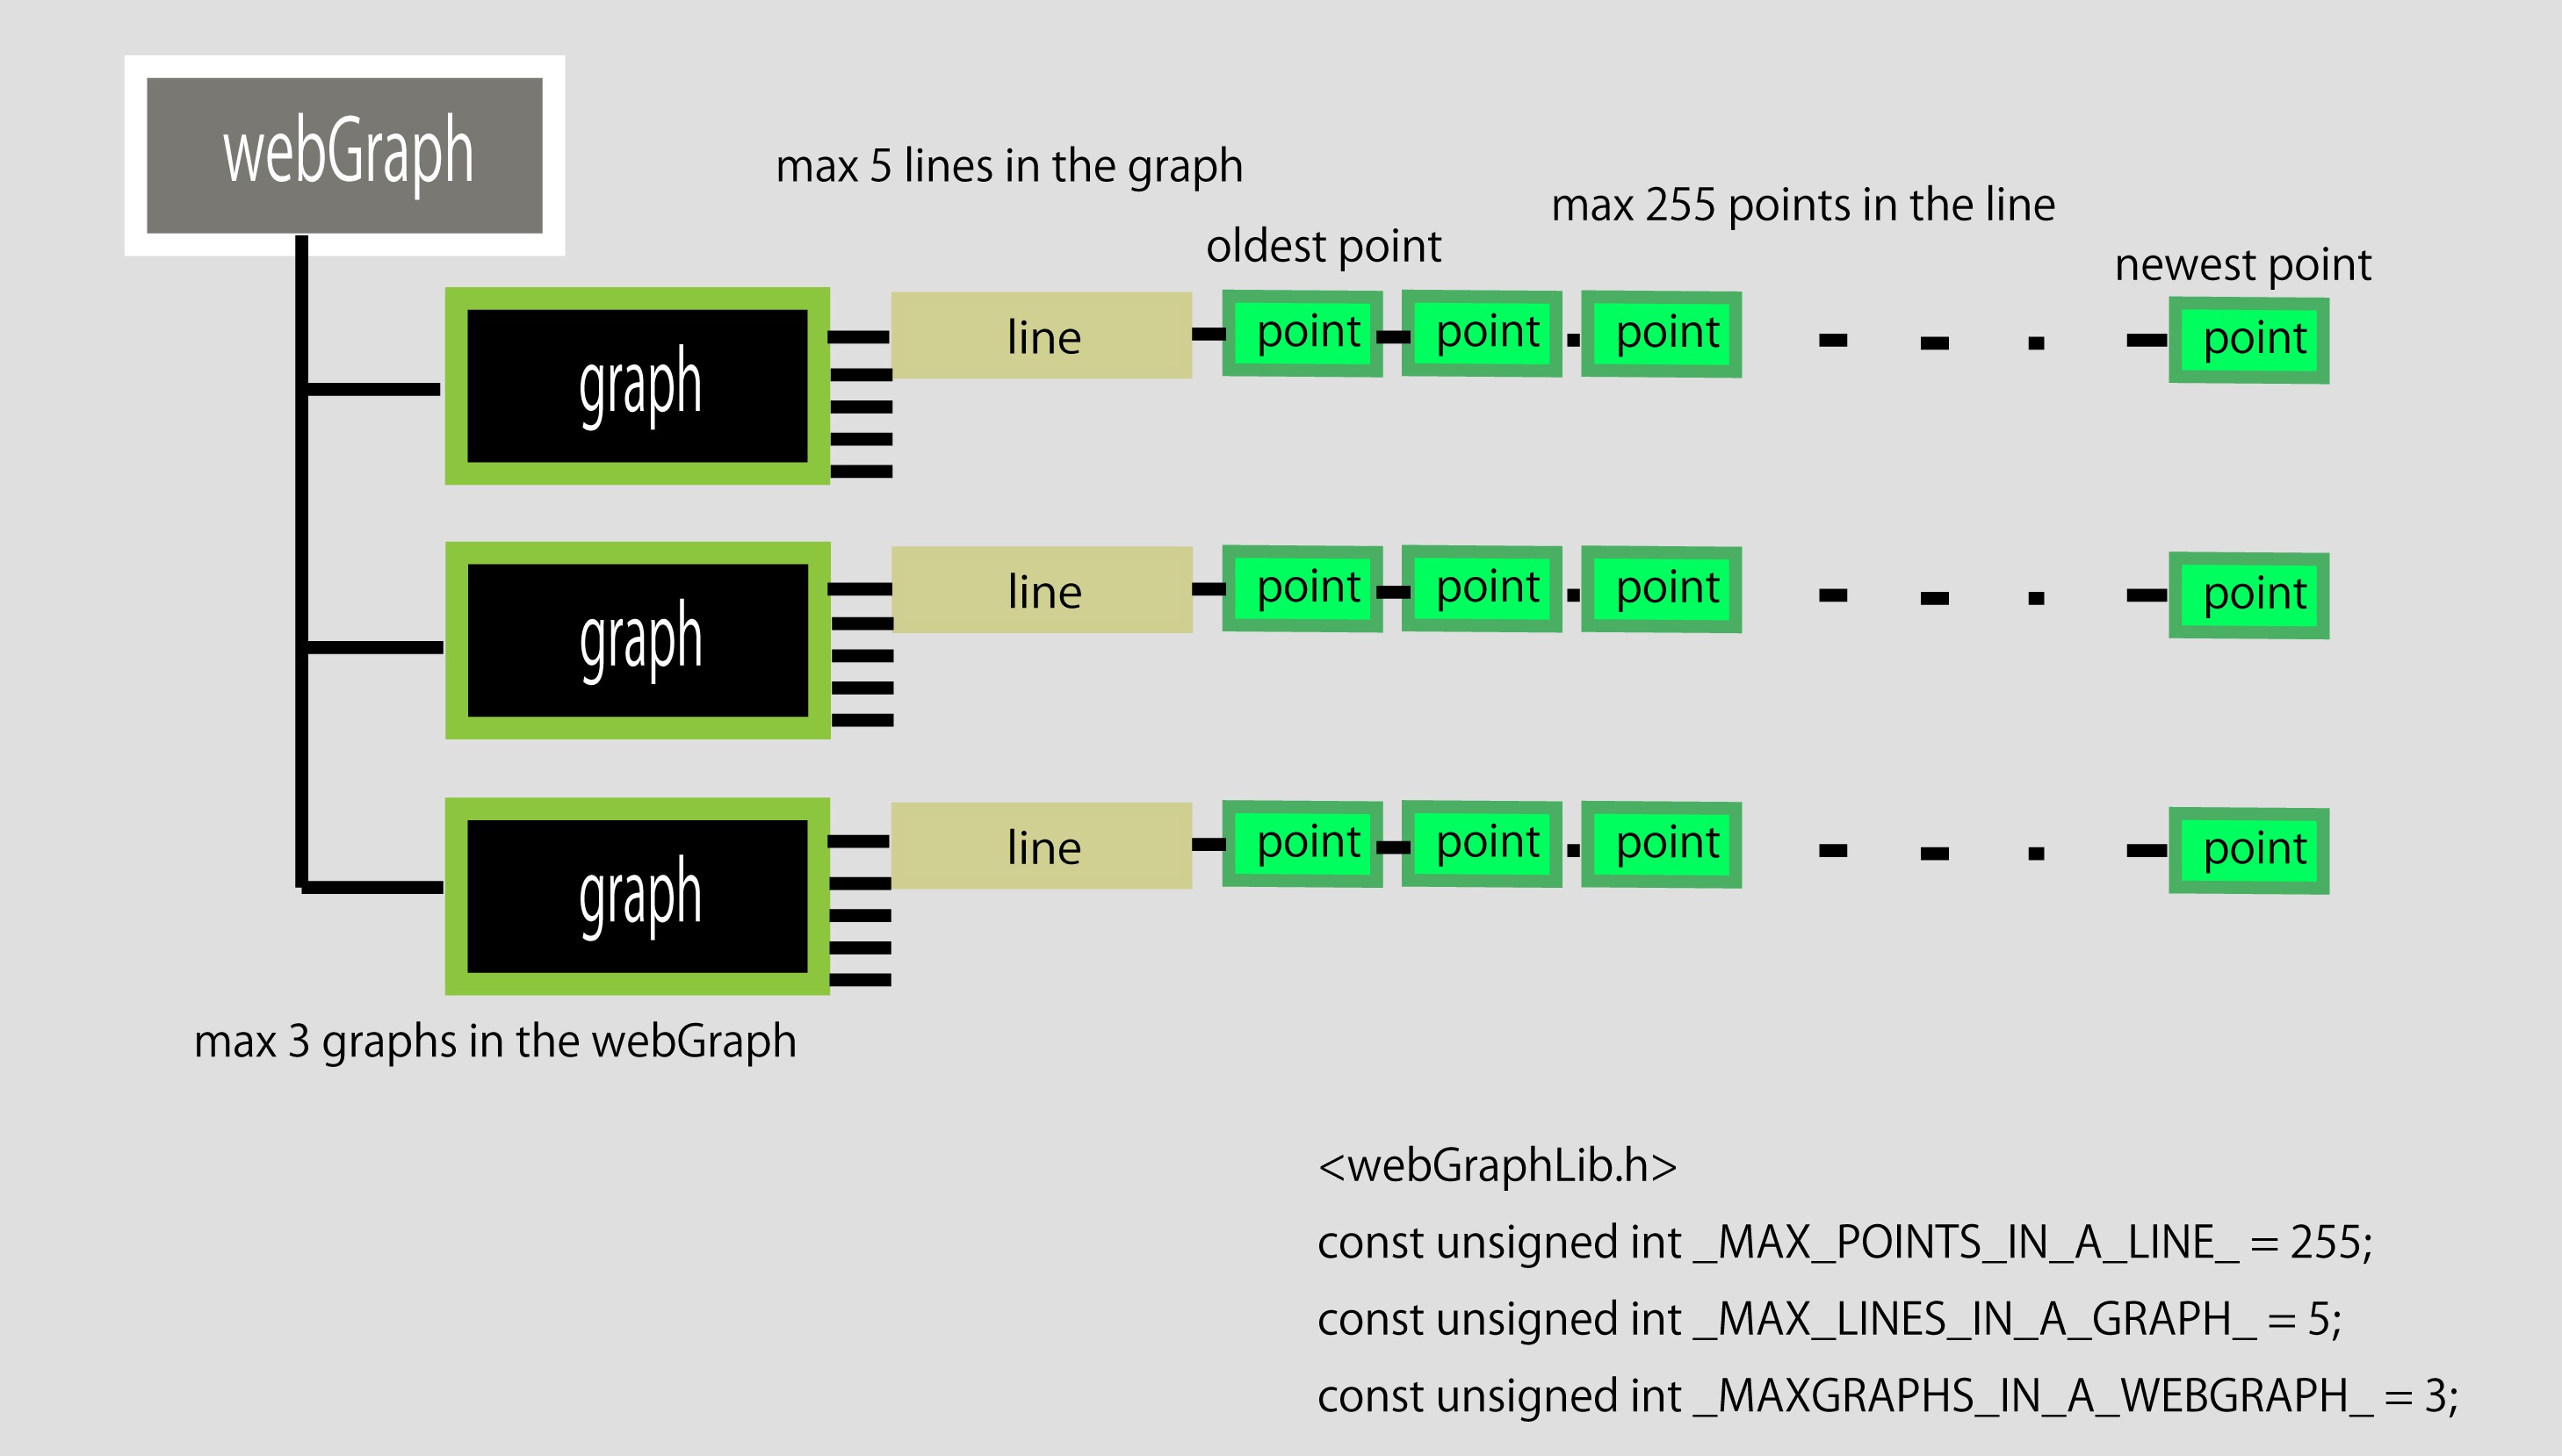 webGraph
max 5 lines in the graph
max 255 points in the line
oldest point
newest point
graph
line
point
point
point
point
graph
line
point
point
point
point
graph
line
point
point
point
point
max 3 graphs in the webGraph
<webGraphLib.h>
const unsigned int _MAX_POINTS_IN_A_LINE_ = 255;
const unsigned int _MAX_LINES_IN_A_GRAPH_ = 5;
const unsigned int _MAXGRAPHS_IN_A_WEBGRAPH_ = 3;